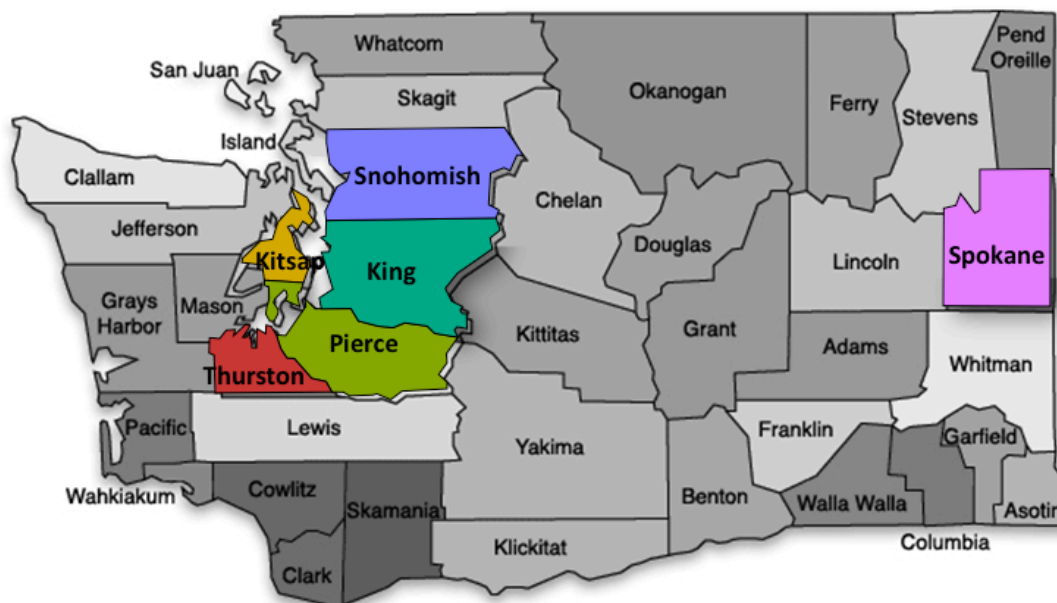 Whatcom
Pend
Oreille
San Juan
Skagit
Okanogan
Ferry
Stevens
Island
Clallam
Snohomish
Chelan
Jefferson
Douglas
Kitsap
King
Lincoln
Spokane
Grays
Harbor
Mason
Pierce
Kittitas
Grant
Adams
Thurston
Whitman
Pacific
Lewis
Yakima
Franklin
Garfield
Wahkiakum
Cowlitz
Skamania
Benton
Walla Walla
Asotin
Klickitat
Columbia
Clark